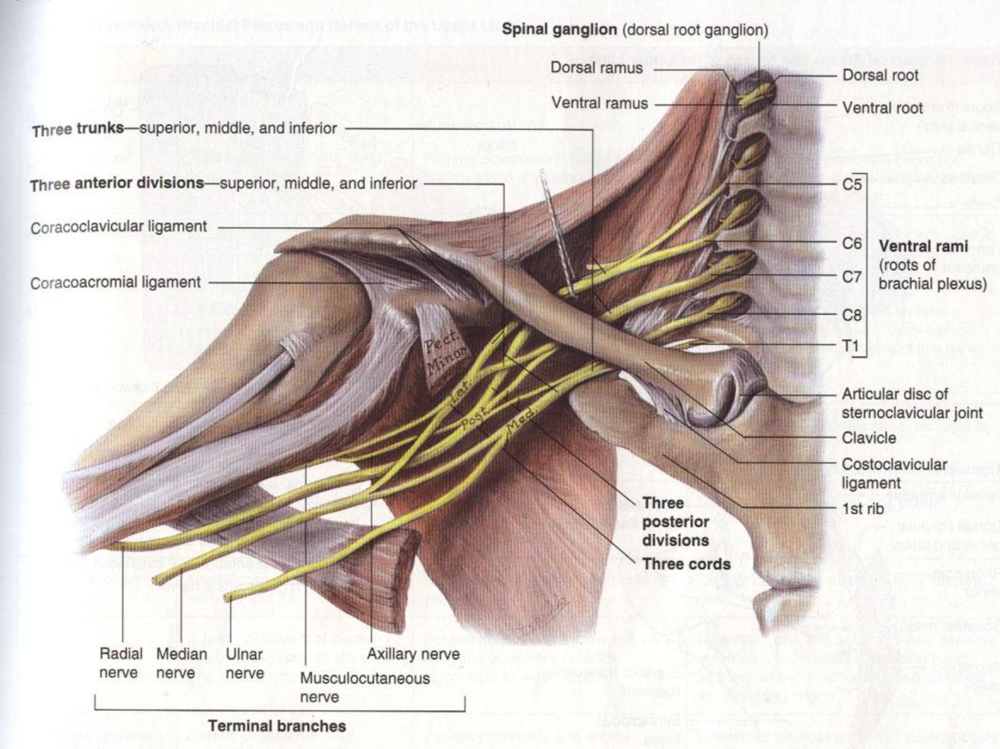 Spinal ganglion (dorsal root ganglion)
Dorsal ramus
Dorsal root
Ventral ramus
Ventral root
Three trunks—superior, middle, and inferior
Three anterior divisions—superior, middle, and inferior
C5
Coracoclavicular ligament
C6
Ventral rami
(roots of
brachial plexus)
C7
Coracoacromial ligament
C8
T1
Pect.
Minor
Lat.
Post
Med.
Articular disc of
sternoclavicular joint
Clavicle
Costoclavicular
ligament
1st rib
Three
posterior
divisions
Three cords
Radial
nerve
Median
nerve
Ulnar
nerve
Musculocutaneous
nerve
Axillary nerve
Terminal branches